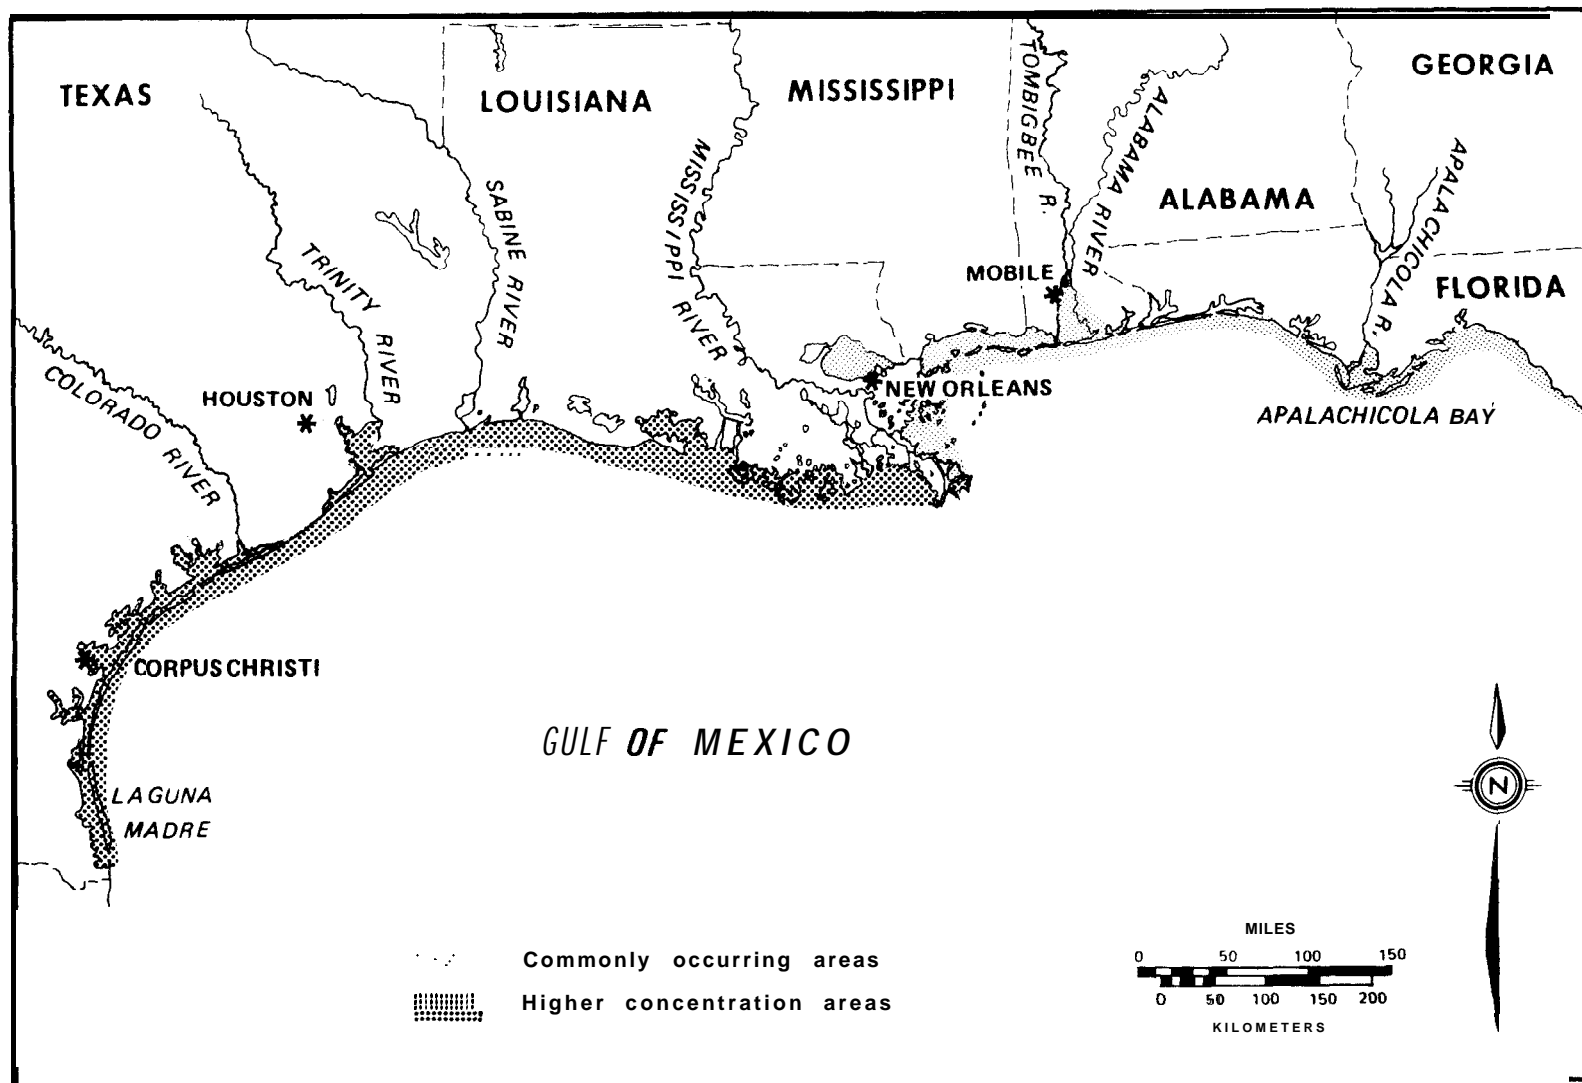 TEXAS
LOUISIANA
MISSISSIPPI
GEORGIA
ALABAMA
FLORIDA
TOMBIGBEE R.
ALABAMA RIVER
APALACHICOLA R.
MISSISSIPPI RIVER
SABINE RIVER
TRINITY RIVER
COLORADO RIVER
MOBILE
HOUSTON
NEW ORLEANS
APALACHICOLA BAY
CORPUS CHRISTI
GULF OF MEXICO
LAGUNA
MADRE
N
Commonly occurring areas
Higher concentration areas
MILES
0 50 100 150
0 50 100 150 200
KILOMETERS